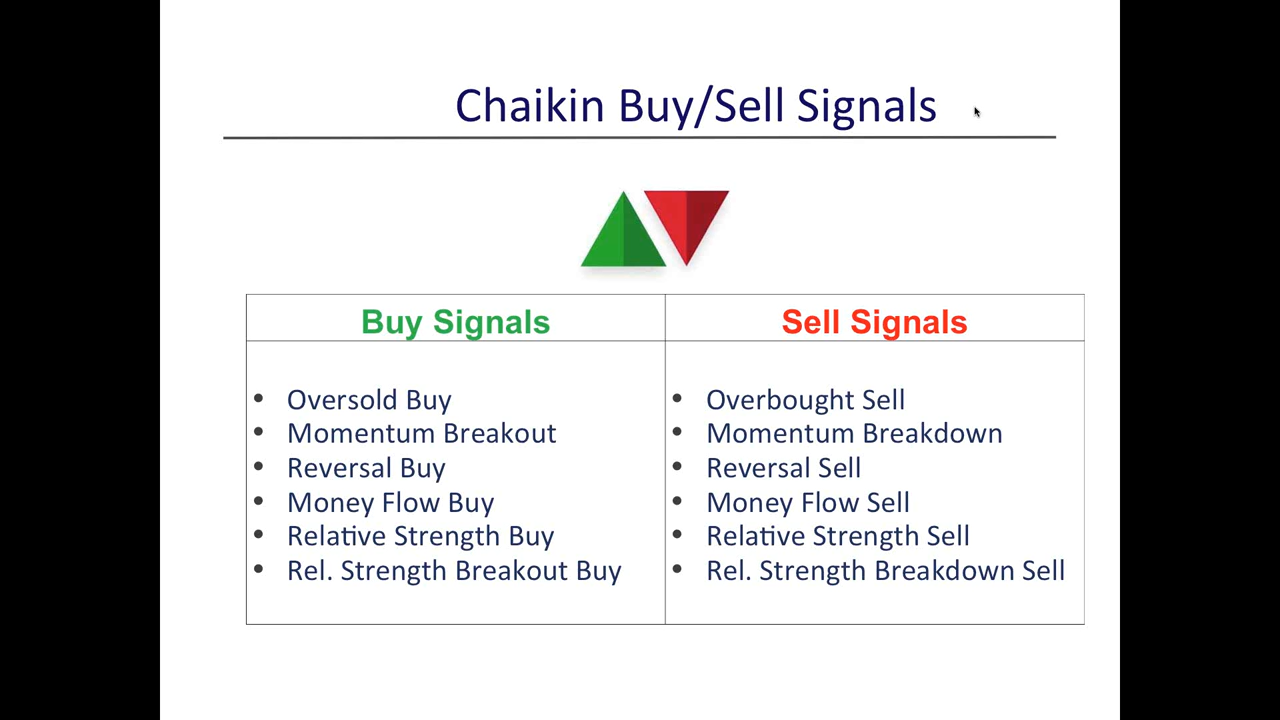 Chaikin Buy/Sell Signals
Buy Signals
Sell Signals
• Oversold Buy
• Momentum Breakout
• Reversal Buy
• Money Flow Buy
• Relative Strength Buy
• Rel. Strength Breakout Buy
• Overbought Sell
• Momentum Breakdown
• Reversal Sell
• Money Flow Sell
• Relative Strength Sell
• Rel. Strength Breakdown Sell